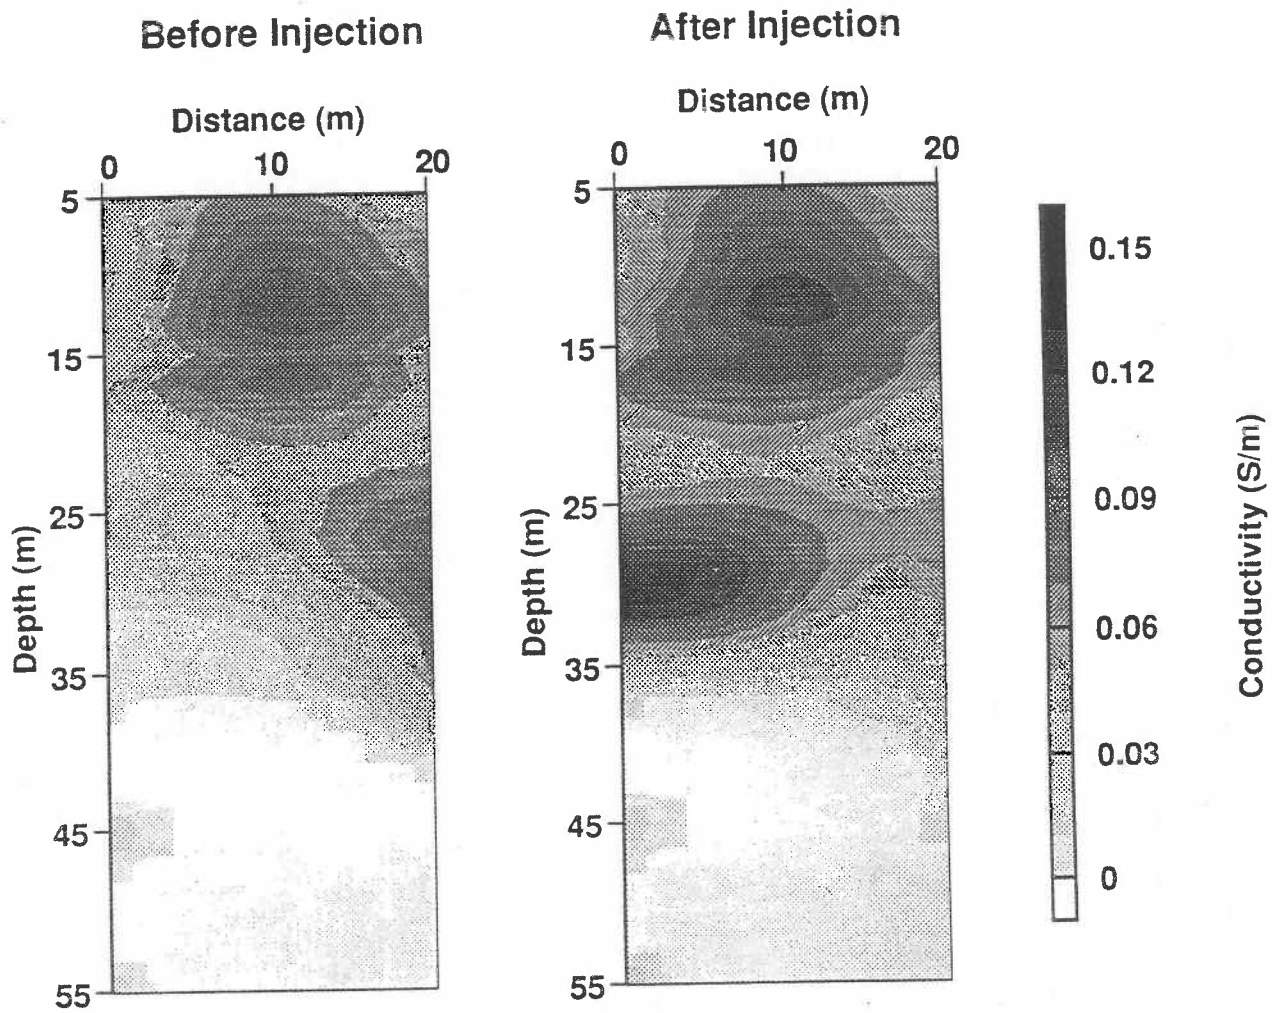 Before Injection
Distance (m)
0 10 20
5
15
25
35
45
55
Depth (m)
After Injection
Distance (m)
0 10 20
5
15
25
35
45
55
Depth (m)
0.15
0.12
0.09
0.06
0.03
0
Conductivity (S/m)